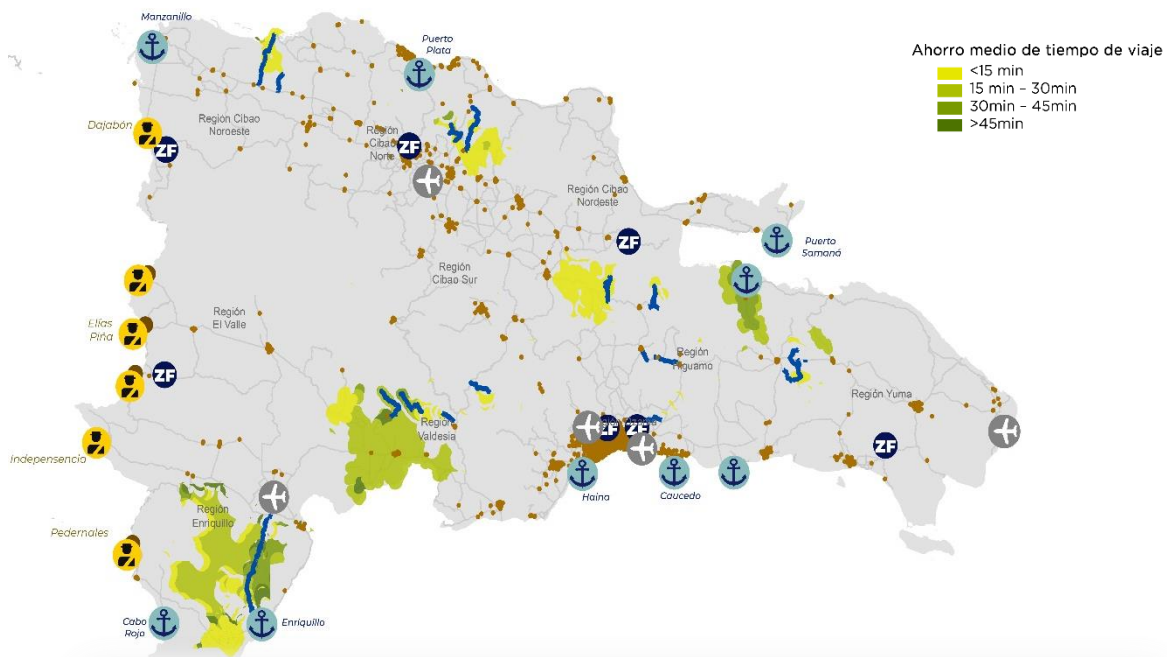 Manzanillo
Puerto
Plata
Ahorro medio de tiempo de viaje
<15 min
15 min – 30min
30min – 45min
>45min
Región Cibao
Noroeste
Dajabón
ZF
Región
Cibao
Norte
ZF
Región Cibao
Nordeste
ZF
Puerto
Samaná
Región
Cibao Sur
Región
El Valle
Elías
Piña
ZF
Región
Higuamo
Región Yuma
Región
Valdesia
ZF
ZF
ZF
Independencia
Haina
Caucedo
Región
Enriquillo
Pedernales
Cabo
Rojo
Enriquillo